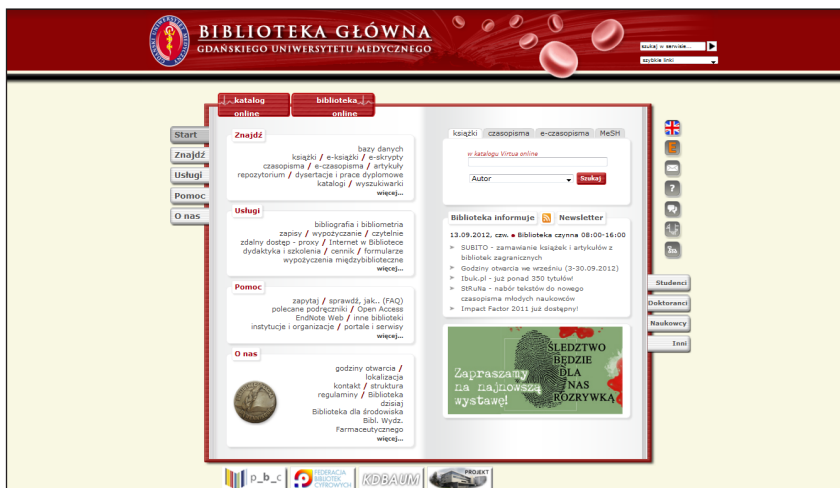 BIBLIOTEKA GŁÓWNA
GDAŃSKIEGO UNIWERSYTETU MEDYCZNEGO
szukaj w serwisie...
szybkie linki
katalog online
biblioteka online
Start
Znajdź
Usługi
Pomoc
O nas
Znajdź
bazy danych
książki / e-książki / e-skrypty
czasopisma / e-czasopisma / artykuły
repozytorium / dysertacje i prace dyplomowe
katalogi / wyszukiwarki
więcej...
Usługi
bibliografia i bibliometria
zapisy / wypożyczanie / czytelnie
zdalny dostęp - proxy / Internet w Bibliotece
dydaktyka i szkolenia / cennik / formularze
wypożyczenia międzybiblioteczne
więcej...
Pomoc
zapytaj / sprawdź, jak.. (FAQ)
polecane podręczniki / Open Access
EndNote Web / inne biblioteki
instytucje i organizacje / portale i serwisy
więcej...
O nas
godziny otwarcia /
lokalizacja
kontakt / struktura
regulaminy / Biblioteka
dzisiaj
Biblioteka dla środowiska
Bibl. Wydz.
Farmaceutycznego
więcej...
książki czasopisma e-czasopisma MeSH
w katalogu Virtua online
Autor
Szukaj
Biblioteka informuje Newsletter
13.09.2012, czw. • Biblioteka czynna 08:00-16:00
SUBITO - zamawianie książek i artykułów z
bibliotek zagranicznych
Godziny otwarcia we wrześniu (3-30.09.2012)
Ibuk.pl - już ponad 350 tytułów!
StRuNa - nabór tekstów do nowego
czasopisma młodych naukowców
Impact Factor 2011 już dostępny!
Zapraszamy
na najnowszą
wystawę!
ŚLEDZTWO
BĘDZIE
DLA
NAS
ROZRYWKĄ
Studenci
Doktoranci
Naukowcy
Inni
p_b_c
FEDERACJA
BIBLIOTEK
CYFROWYCH
KDBAUM
PROJEKT